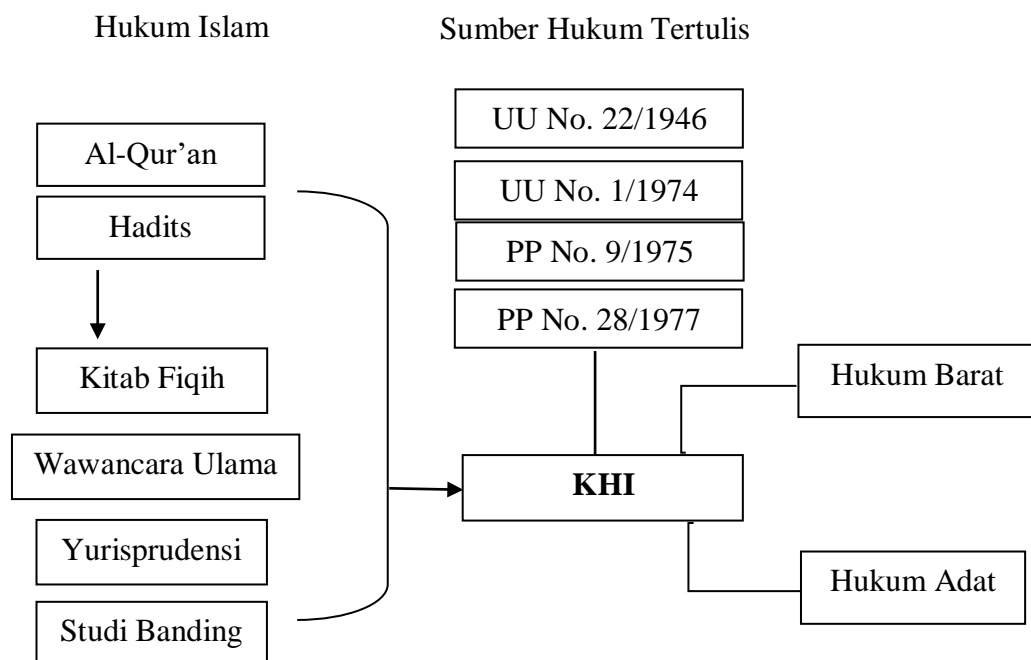 Hukum Islam
Sumber Hukum Tertulis
Al-Qur’an
Hadits
Kitab Fiqih
Wawancara Ulama
Yurisprudensi
Studi Banding
UU No. 22/1946
UU No. 1/1974
PP No. 9/1975
PP No. 28/1977
KHI
Hukum Barat
Hukum Adat